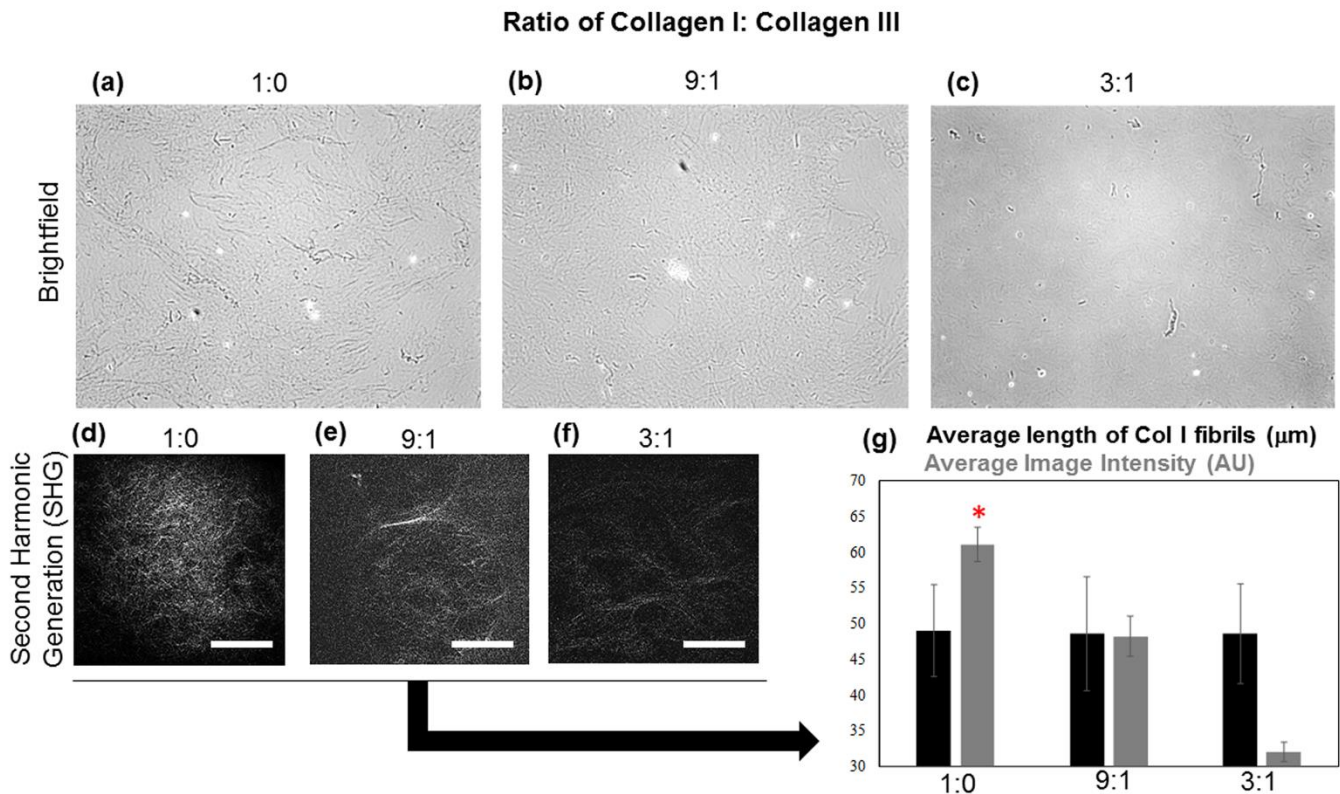 Ratio of Collagen I: Collagen III
(a) 1:0
(b) 9:1
(c) 3:1
Brightfield
(d) 1:0
(e) 9:1
(f) 3:1
Second Harmonic
Generation (SHG)
(g) Average length of Col I fibrils (μm)
Average Image Intensity (AU)
70
65
*
60
55
50
45
40
35
30
1:0 9:1 3:1